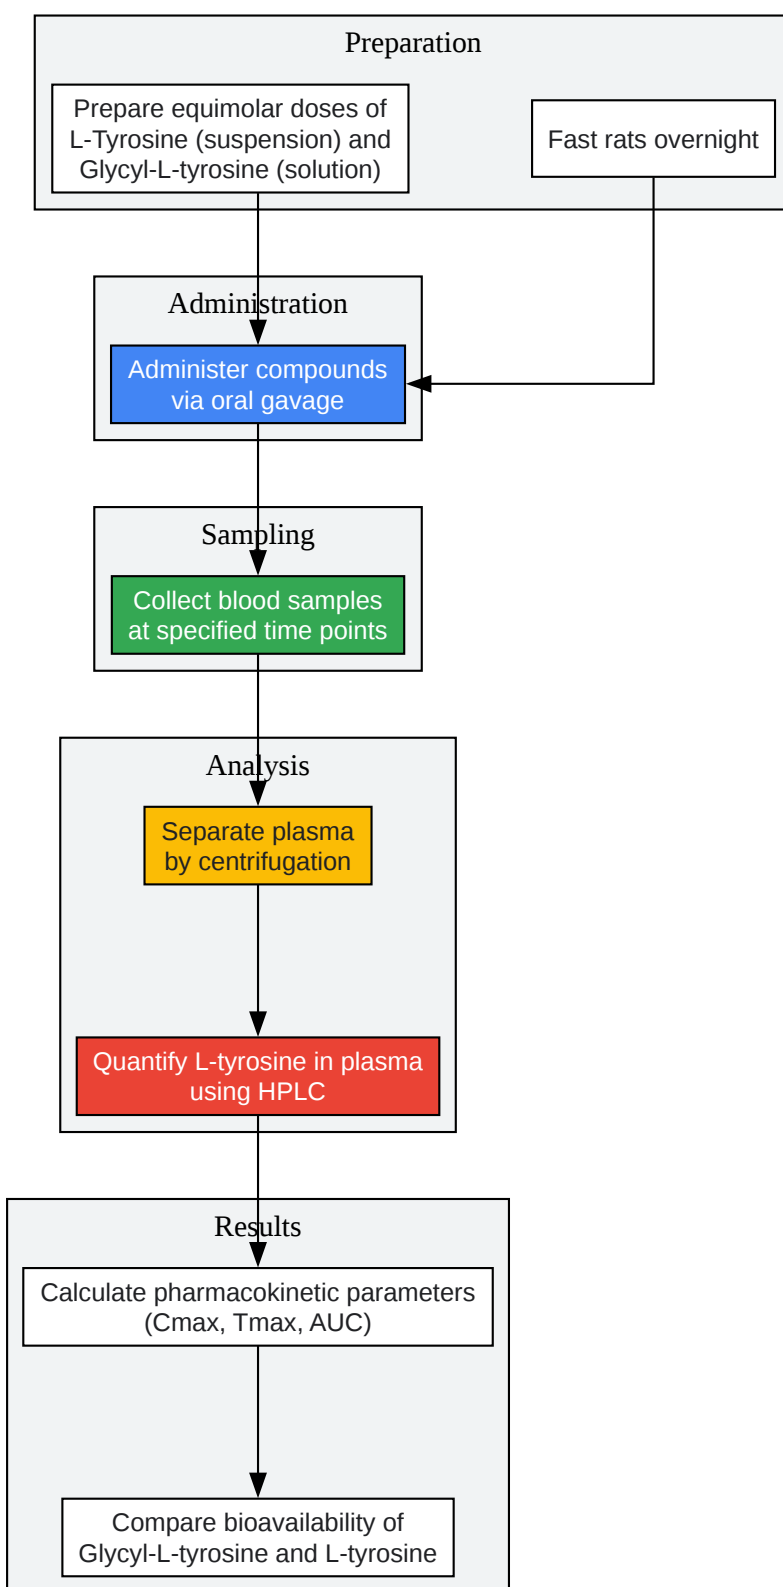 Preparation
Prepare equimolar doses of
L-Tyrosine (suspension) and
Glycyl-L-tyrosine (solution)
Fast rats overnight
Administration
Administer compounds
via oral gavage
Sampling
Collect blood samples
at specified time points
Analysis
Separate plasma
by centrifugation
Quantify L-tyrosine in plasma
using HPLC
Results
Calculate pharmacokinetic parameters
(Cmax, Tmax, AUC)
Compare bioavailability of
Glycyl-L-tyrosine and L-tyrosine